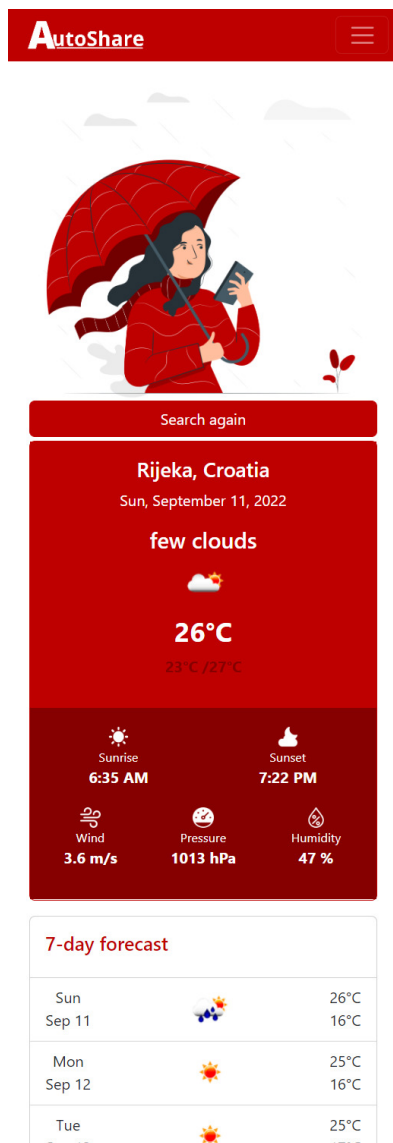 AutoShare
Search again
Rijeka, Croatia
Sun, September 11, 2022
few clouds
26°C
23°C /27°C
Sunrise
Sunset
6:35 AM
7:22 PM
Wind
Pressure
Humidity
3.6 m/s
1013 hPa
47 %
7-day forecast
Sun
26°C
Sep 11
16°C
Mon
25°C
Sep 12
16°C
Tue
25°C